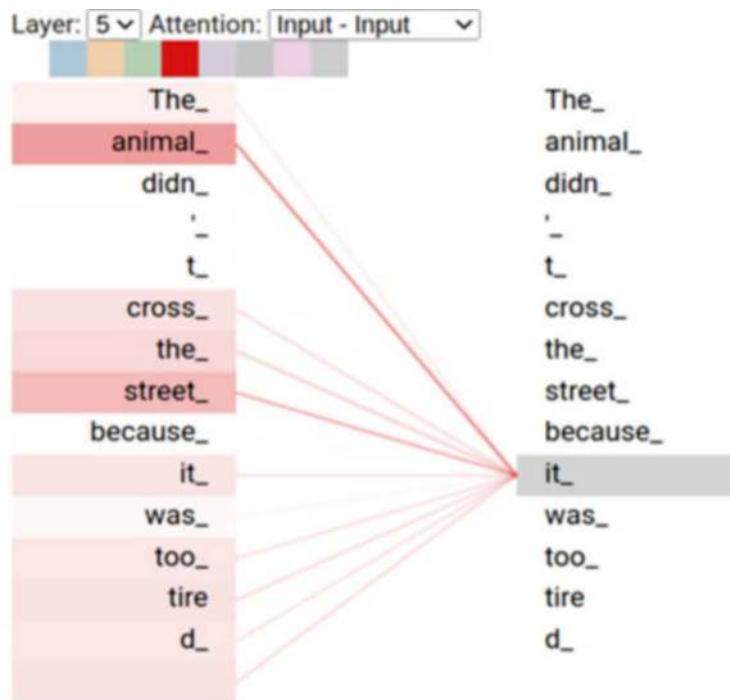 Layer: 5 Attention: Input - Input
The_ The_
animal_ animal_
didn_ didn_
'_ '_
t_ t_
cross_ cross_
the_ the_
street_ street_
because_ because_
it_ it_
was_ was_
too_ too_
tire tire
d_ d_